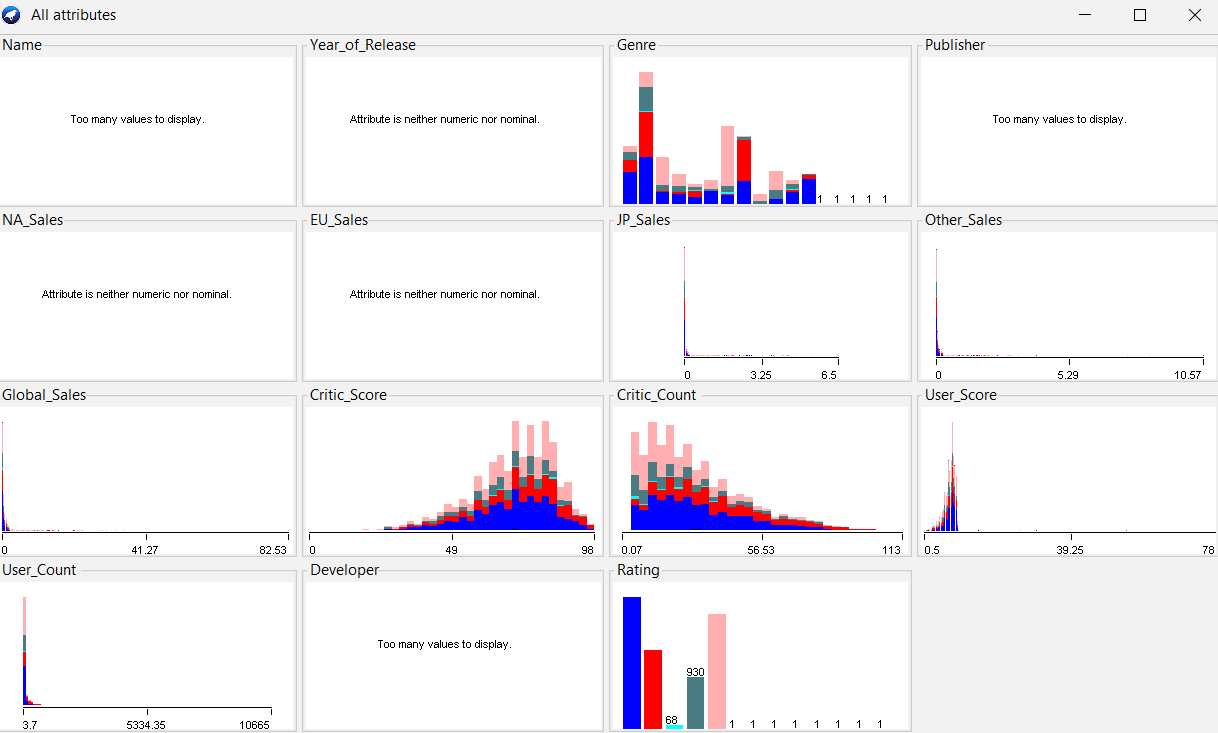 All attributes
Name
Too many values to display.
Year_of_Release
Attribute is neither numeric nor nominal.
Genre
1 1 1 1 1
Publisher
Too many values to display.
NA_Sales
Attribute is neither numeric nor nominal.
EU_Sales
Attribute is neither numeric nor nominal.
JP_Sales
0 3.25 6.5
Other_Sales
0 5.29 10.57
Global_Sales
0 41.27 82.53
Critic_Score
0 49 98
Critic_Count
0.07 56.53 113
User_Score
0.5 39.25 78
User_Count
3.7 5334.35 10665
Developer
Too many values to display.
Rating
930
68
1 1 1 1 1 1 1 1